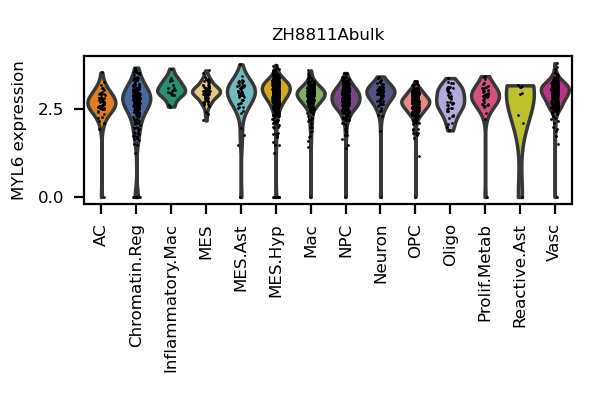 ZH8811Abulk
MYL6 expression
2.5
0.0
AC
Chromatin.Reg
Inflammatory.Mac
MES
MES.Ast
MES.Hyp
Mac
NPC
Neuron
OPC
Oligo
Prolif.Metab
Reactive.Ast
Vasc